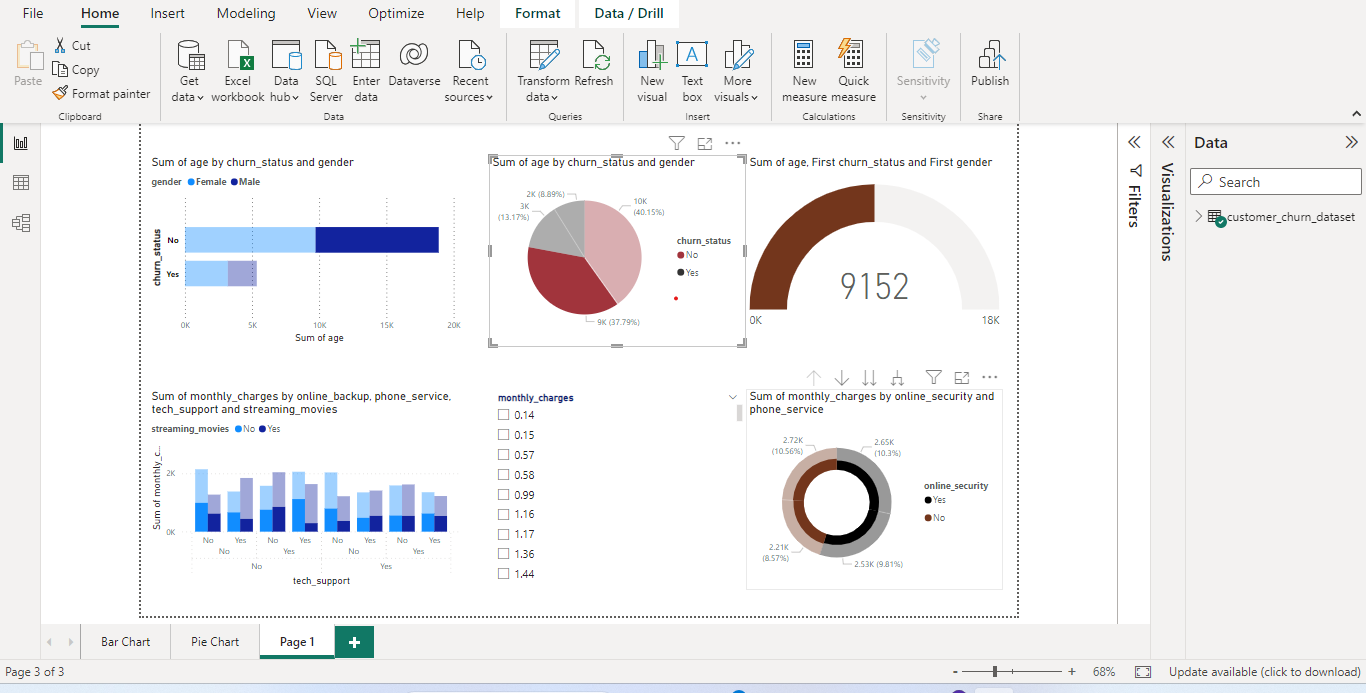 File Home Insert Modeling View Optimize Help Format Data / Drill
Paste
Cut
Copy
Format painter
Clipboard
Get data
Excel workbook
Data hub
SQL Server
Enter data
Dataverse
Recent sources
Data
Transform data
Refresh
Queries
New visual
Text box
More visuals
Insert
New measure
Quick measure
Calculations
Sensitivity
Sensitivity
Publish
Share
Sum of age by churn_status and gender
gender Female Male
churn_status
No
Yes
0K 5K 10K 15K 20K
Sum of age
Sum of age by churn_status and gender
2K (8.89%)
3K
(13.17%)
10K
(40.15%)
9K (37.79%)
churn_status
No
Yes
Sum of age, First churn_status and First gender
9152
0K 18K
Sum of monthly_charges by online_backup, phone_service,
tech_support and streaming_movies
streaming_movies No Yes
Sum of monthly_c...
2K
0K
No Yes No Yes No Yes No Yes
No Yes No Yes
No Yes
tech_support
monthly_charges
0.14
0.15
0.57
0.58
0.99
1.16
1.17
1.36
1.44
Sum of monthly_charges by online_security and
phone_service
2.72K
(10.56%)
2.65K
(10.3%)
2.21K
(8.57%)
2.53K (9.81%)
online_security
Yes
No
Filters
Visualizations
Data
Search
customer_churn_dataset
Bar Chart Pie Chart Page 1
Page 3 of 3
- + 68% Update available (click to download)